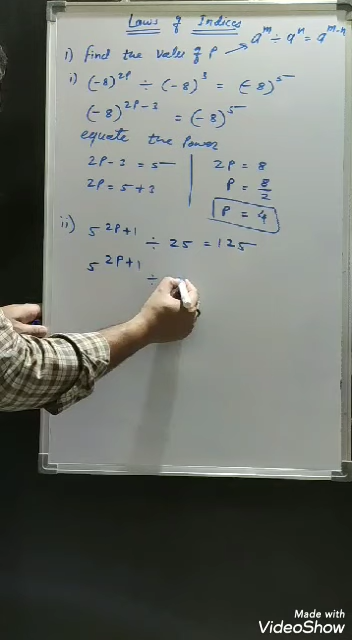 Laws of Indices
1) find the value of P → a^m ÷ a^n = a^m-n
i) (-8)^2P ÷ (-8)^3 = (-8)^5
(-8)^2P-3 = (-8)^5
equate the Power
2P-3 = 5
2P = 5+3
2P = 8
P = 8/2
P = 4
ii) 5^2P+1 ÷ 25 = 125
5^2P+1 ÷
Made with
VideoShow